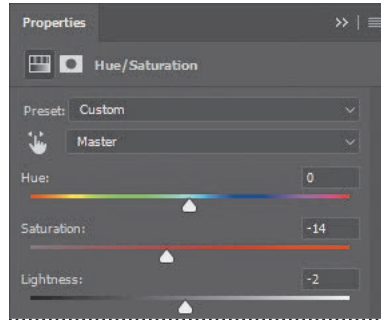 Properties
Hue/Saturation
Preset: Custom
Master
Hue: 0
Saturation: -14
Lightness: -2